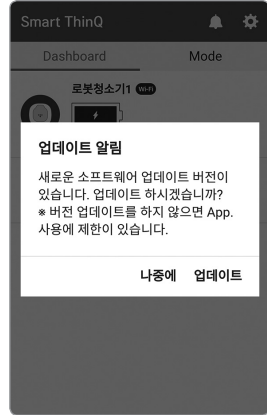 Smart ThinQ
Dashboard Mode
로봇청소기1 Wi-Fi
업데이트 알림
새로운 소프트웨어 업데이트 버전이
있습니다. 업데이트 하시겠습니까?
※ 버전 업데이트를 하지 않으면 App.
사용에 제한이 있습니다.
나중에 업데이트